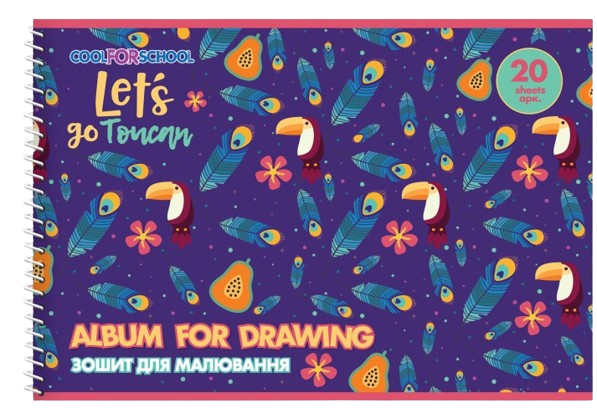 COOLFORSCHOOL
Let's
go Toucan
20
sheets
арк.
ALBUM FOR DRAWING
ЗОШИТ ДЛЯ МАЛЮВАННЯ